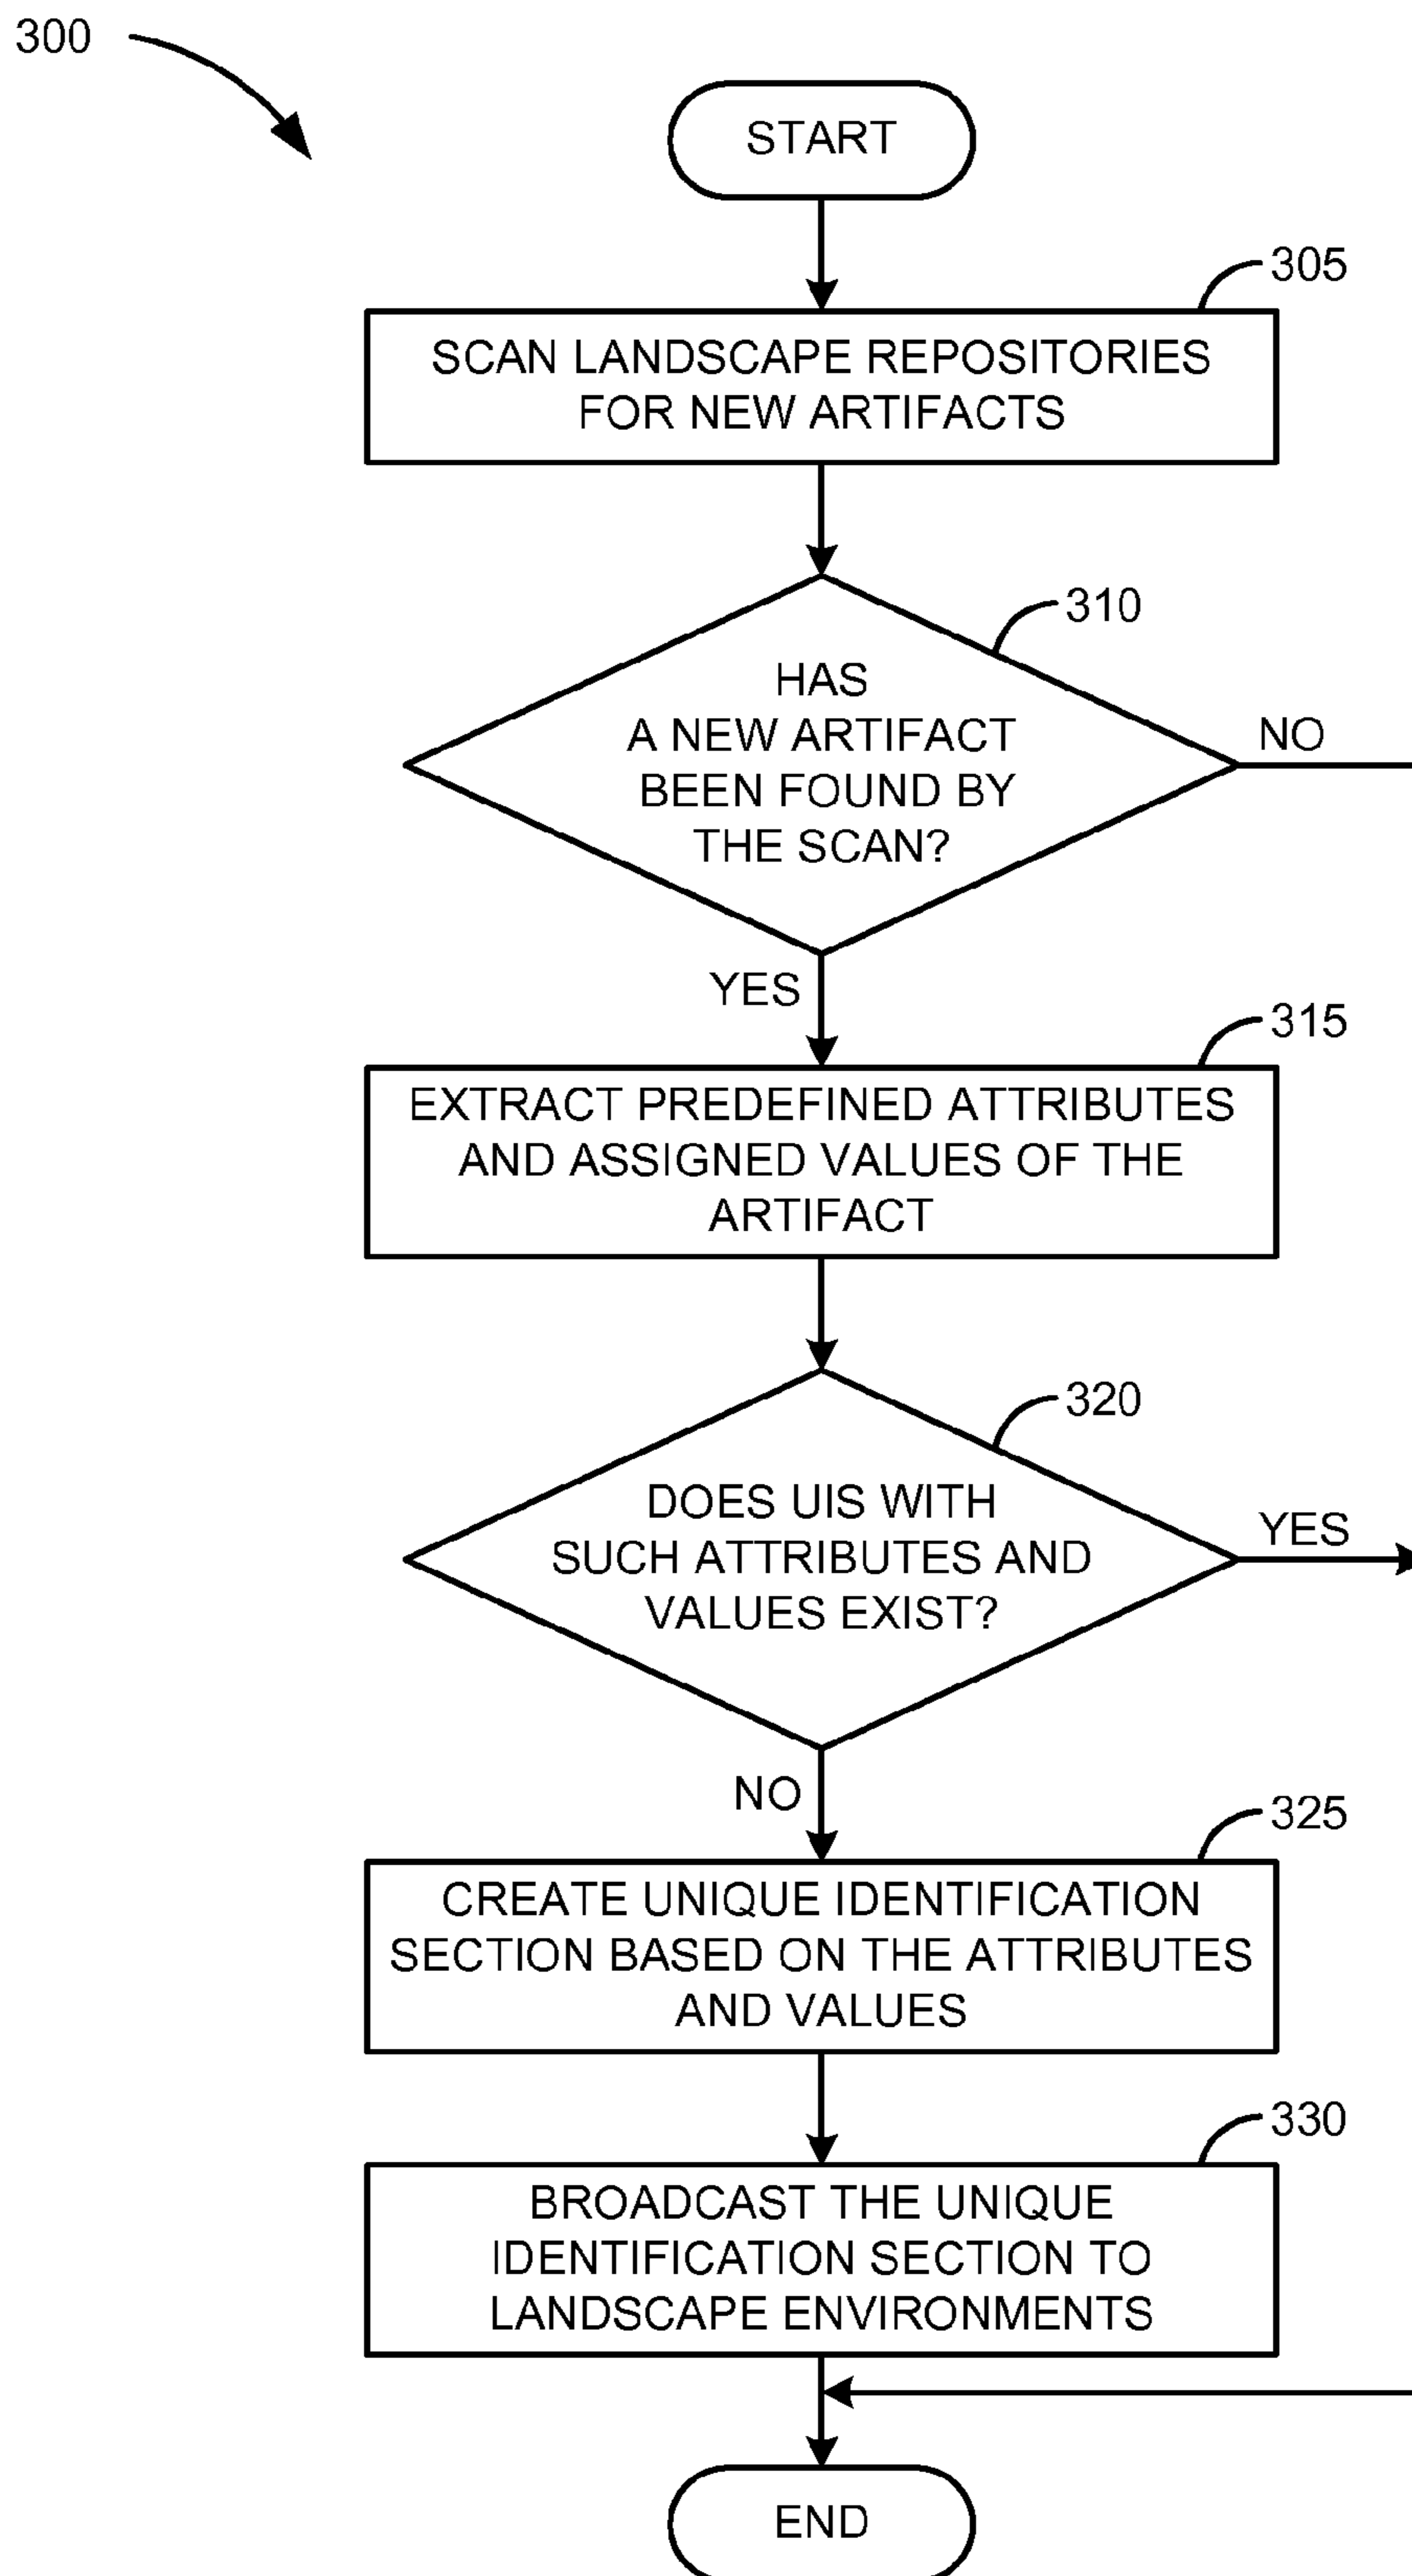 300
START
305
SCAN LANDSCAPE REPOSITORIES
FOR NEW ARTIFACTS
310
HAS
A NEW ARTIFACT
BEEN FOUND BY
THE SCAN?
NO
YES
315
EXTRACT PREDEFINED ATTRIBUTES
AND ASSIGNED VALUES OF THE
ARTIFACT
320
DOES UIS WITH
SUCH ATTRIBUTES AND
VALUES EXIST?
YES
NO
325
CREATE UNIQUE IDENTIFICATION
SECTION BASED ON THE ATTRIBUTES
AND VALUES
330
BROADCAST THE UNIQUE
IDENTIFICATION SECTION TO
LANDSCAPE ENVIRONMENTS
END